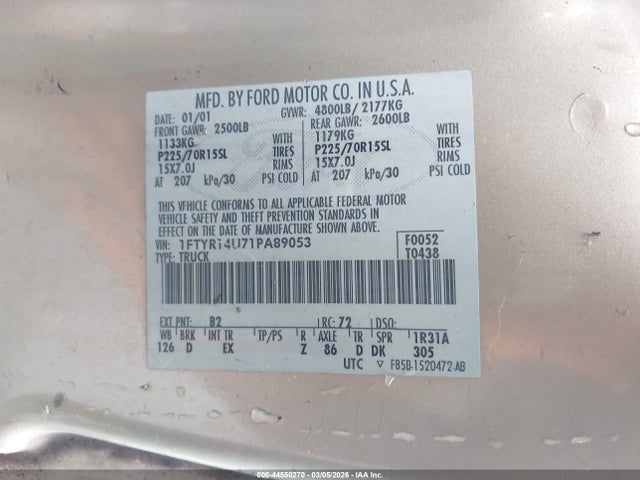 MFD. BY FORD MOTOR CO. IN U.S.A.
DATE: 01/01 GVWR: 4800LB/ 2177KG
FRONT GAWR: 2500LB REAR GAWR: 2600LB
1133KG WITH 1179KG WITH
P225/70R15SL TIRES P225/70R15SL TIRES
15X7.0J RIMS 15X7.0J RIMS
AT 207 kPa/30 PSI COLD AT 207 kPa/30 PSI COLD
THIS VEHICLE CONFORMS TO ALL APPLICABLE FEDERAL MOTOR
VEHICLE SAFETY AND THEFT PREVENTION STANDARDS IN
EFFECT ON THE DATE OF MANUFACTURE SHOWN ABOVE.
VIN: 1FTYR14U71PA89053 F0052
TYPE: TRUCK T0438
EXT PNT: B2 RC: 72 DSO:
WB BRK INT TR TP/PS R AXLE TR SPR 1R31A
126 D EX Z 86 D DK 305
UTC ▽ F85B-1520472-AB
000-44550270 - 03/05/2026 - IAA Inc.